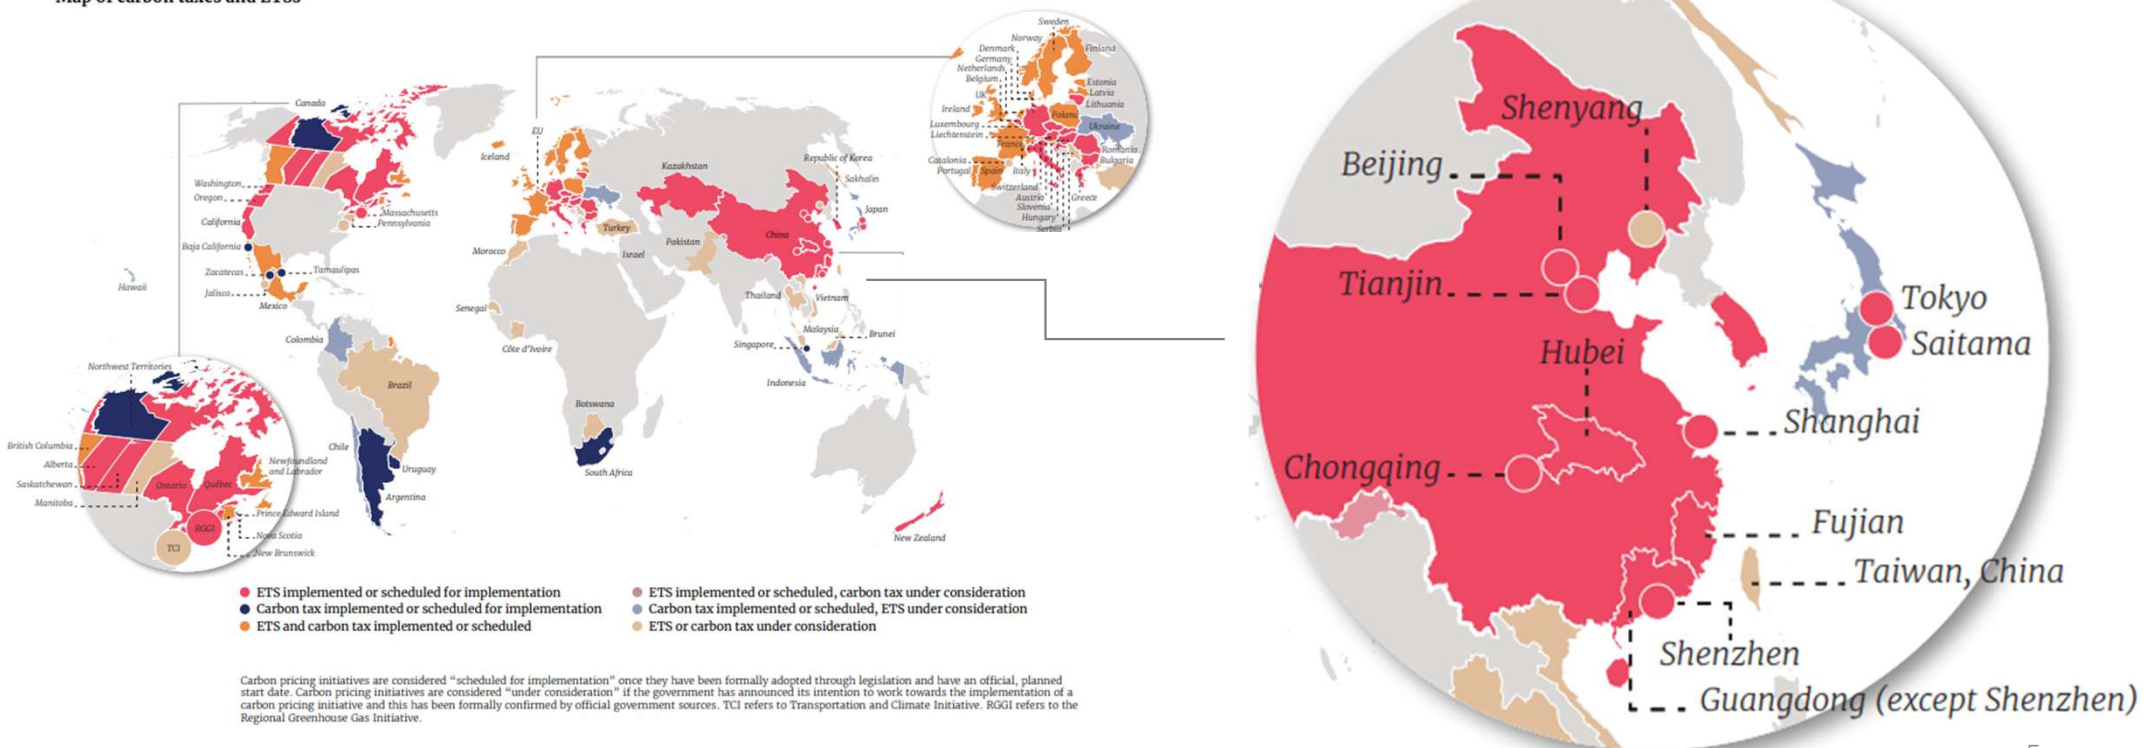 Map of carbon taxes and ETSs
Canada
Washington
Oregon
California
Baja California
Zacatecas
Jalisco
Mexico
Tamaulipas
Massachusetts
Pennsylvania
Hawaii
Colombia
Brazil
Chile
Uruguay
Argentina
Iceland
EU
Morocco
Senegal
Côte d'Ivoire
Botswana
South Africa
Turkey
Israel
Pakistan
Kazakhstan
China
Republic of Korea
Sakhalin
Japan
Thailand
Vietnam
Malaysia
Brunei
Singapore
Indonesia
New Zealand
Northwest Territories
British Columbia
Alberta
Saskatchewan
Manitoba
Ontario
Québec
Newfoundland
and Labrador
Prince Edward Island
Nova Scotia
New Brunswick
RGGI
TCI
Sweden
Norway
Denmark
Germany
Netherlands
Belgium
UK
Ireland
Luxembourg
Liechtenstein
France
Catalonia
Portugal
Spain
Italy
Switzerland
Austria
Slovenia
Hungary
Serbia
Greece
Bulgaria
Romania
Ukraine
Poland
Lithuania
Latvia
Estonia
Finland
ETS implemented or scheduled for implementation
Carbon tax implemented or scheduled for implementation
ETS and carbon tax implemented or scheduled
ETS implemented or scheduled, carbon tax under consideration
Carbon tax implemented or scheduled, ETS under consideration
ETS or carbon tax under consideration
Carbon pricing initiatives are considered "scheduled for implementation" once they have been formally adopted through legislation and have an official, planned
start date. Carbon pricing initiatives are considered "under consideration" if the government has announced its intention to work towards the implementation of a
carbon pricing initiative and this has been formally confirmed by official government sources. TCI refers to Transportation and Climate Initiative. RGGI refers to the
Regional Greenhouse Gas Initiative.
Shenyang
Beijing
Tianjin
Tokyo
Saitama
Hubei
Shanghai
Chongqing
Fujian
Taiwan, China
Shenzhen
Guangdong (except Shenzhen)